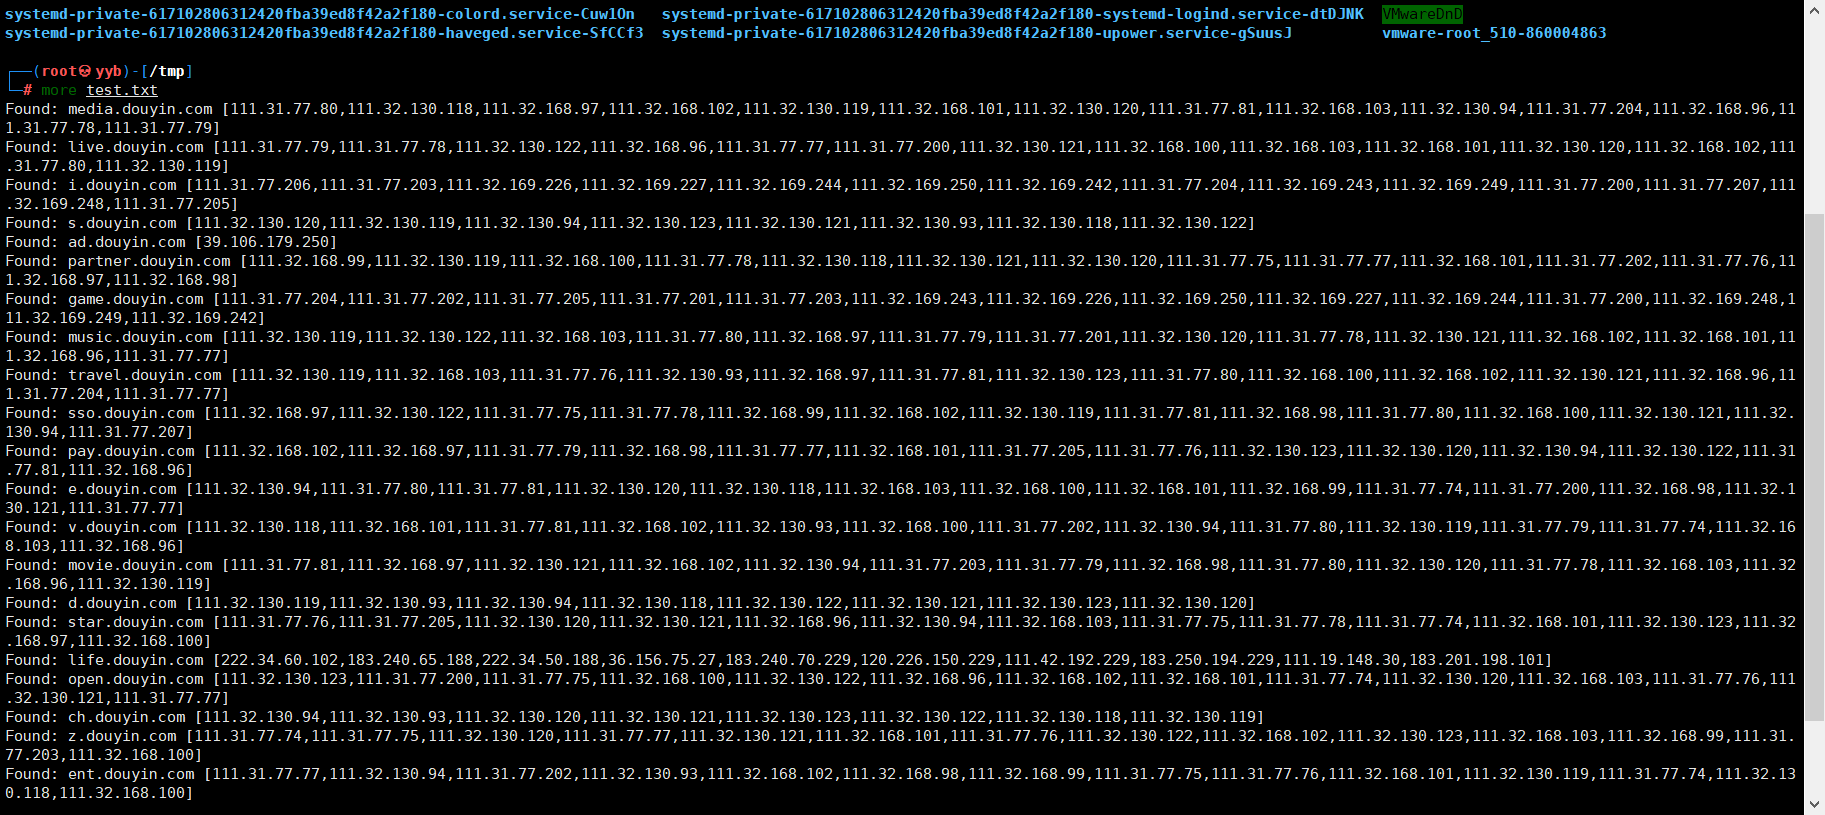 systemd-private-617102806312420fba39ed8f42a2f180-colord.service-Cuw1On   systemd-private-617102806312420fba39ed8f42a2f180-systemd-logind.service-dtDJNK  VMwareDnD
systemd-private-617102806312420fba39ed8f42a2f180-haveged.service-SfCCf3  systemd-private-617102806312420fba39ed8f42a2f180-upower.service-gSuusJ          vmware-root_510-860004863
┌──(root💀yyb)-[/tmp]
└─# more test.txt
Found: media.douyin.com [111.31.77.80,111.32.130.118,111.32.168.97,111.32.168.102,111.32.130.119,111.32.168.101,111.32.130.120,111.31.77.81,111.32.168.103,111.32.130.94,111.31.77.204,111.32.168.96,11
1.31.77.78,111.31.77.79]
Found: live.douyin.com [111.31.77.79,111.31.77.78,111.32.130.122,111.32.168.96,111.31.77.77,111.31.77.200,111.32.130.121,111.32.168.100,111.32.168.103,111.32.168.101,111.32.130.120,111.32.168.102,111
.31.77.80,111.32.130.119]
Found: i.douyin.com [111.31.77.206,111.31.77.203,111.32.169.226,111.32.169.227,111.32.169.244,111.32.169.250,111.32.169.242,111.31.77.204,111.32.169.243,111.32.169.249,111.31.77.200,111.31.77.207,111
.32.169.248,111.31.77.205]
Found: s.douyin.com [111.32.130.120,111.32.130.119,111.32.130.94,111.32.130.123,111.32.130.121,111.32.130.93,111.32.130.118,111.32.130.122]
Found: ad.douyin.com [39.106.179.250]
Found: partner.douyin.com [111.32.168.99,111.32.130.119,111.32.168.100,111.31.77.78,111.32.130.118,111.32.130.121,111.32.130.120,111.31.77.75,111.31.77.77,111.32.168.101,111.31.77.202,111.31.77.76,11
1.32.168.97,111.32.168.98]
Found: game.douyin.com [111.31.77.204,111.31.77.202,111.31.77.205,111.31.77.201,111.31.77.203,111.32.169.243,111.32.169.226,111.32.169.250,111.32.169.227,111.32.169.244,111.31.77.200,111.32.169.248,1
11.32.169.249,111.32.169.242]
Found: music.douyin.com [111.32.130.119,111.32.130.122,111.32.168.103,111.31.77.80,111.32.168.97,111.31.77.79,111.31.77.201,111.32.130.120,111.31.77.78,111.32.130.121,111.32.168.102,111.32.168.101,11
1.32.168.96,111.31.77.77]
Found: travel.douyin.com [111.32.130.119,111.32.168.103,111.31.77.76,111.32.130.93,111.32.168.97,111.31.77.81,111.32.130.123,111.31.77.80,111.32.168.100,111.32.168.102,111.32.130.121,111.32.168.96,11
1.31.77.204,111.31.77.77]
Found: sso.douyin.com [111.32.168.97,111.32.130.122,111.31.77.75,111.31.77.78,111.32.168.99,111.32.168.102,111.32.130.119,111.31.77.81,111.32.168.98,111.31.77.80,111.32.168.100,111.32.130.121,111.32.
130.94,111.31.77.207]
Found: pay.douyin.com [111.32.168.102,111.32.168.97,111.31.77.79,111.32.168.98,111.31.77.77,111.32.168.101,111.31.77.205,111.31.77.76,111.32.130.123,111.32.130.120,111.32.130.94,111.32.130.122,111.31
.77.81,111.32.168.96]
Found: e.douyin.com [111.32.130.94,111.31.77.80,111.31.77.81,111.32.130.120,111.32.130.118,111.32.168.103,111.32.168.100,111.32.168.101,111.32.168.99,111.31.77.74,111.31.77.200,111.32.168.98,111.32.1
30.121,111.31.77.77]
Found: v.douyin.com [111.32.130.118,111.32.168.101,111.31.77.81,111.32.168.102,111.32.130.93,111.32.168.100,111.31.77.202,111.32.130.94,111.31.77.80,111.32.130.119,111.31.77.79,111.31.77.74,111.32.16
8.103,111.32.168.96]
Found: movie.douyin.com [111.31.77.81,111.32.168.97,111.32.130.121,111.32.168.102,111.32.130.94,111.31.77.203,111.31.77.79,111.32.168.98,111.31.77.80,111.32.130.120,111.31.77.78,111.32.168.103,111.32
.168.96,111.32.130.119]
Found: d.douyin.com [111.32.130.119,111.32.130.93,111.32.130.94,111.32.130.118,111.32.130.122,111.32.130.121,111.32.130.123,111.32.130.120]
Found: star.douyin.com [111.31.77.76,111.31.77.205,111.32.130.120,111.32.130.121,111.32.168.96,111.32.130.94,111.32.168.103,111.31.77.75,111.31.77.78,111.31.77.74,111.32.168.101,111.32.130.123,111.32
.168.97,111.32.168.100]
Found: life.douyin.com [222.34.60.102,183.240.65.188,222.34.50.188,36.156.75.27,183.240.70.229,120.226.150.229,111.42.192.229,183.250.194.229,111.19.148.30,183.201.198.101]
Found: open.douyin.com [111.32.130.123,111.31.77.200,111.31.77.75,111.32.168.100,111.32.130.122,111.32.168.96,111.32.168.102,111.32.168.101,111.31.77.74,111.32.130.120,111.32.168.103,111.31.77.76,111
.32.130.121,111.31.77.77]
Found: ch.douyin.com [111.32.130.94,111.32.130.93,111.32.130.120,111.32.130.121,111.32.130.123,111.32.130.122,111.32.130.118,111.32.130.119]
Found: z.douyin.com [111.31.77.74,111.31.77.75,111.32.130.120,111.31.77.77,111.32.130.121,111.32.168.101,111.31.77.76,111.32.130.122,111.32.168.102,111.32.130.123,111.32.168.103,111.32.168.99,111.31.
77.203,111.32.168.100]
Found: ent.douyin.com [111.31.77.77,111.32.130.94,111.31.77.202,111.32.130.93,111.32.168.102,111.32.168.98,111.32.168.99,111.31.77.75,111.31.77.76,111.32.168.101,111.32.130.119,111.31.77.74,111.32.13
0.118,111.32.168.100]